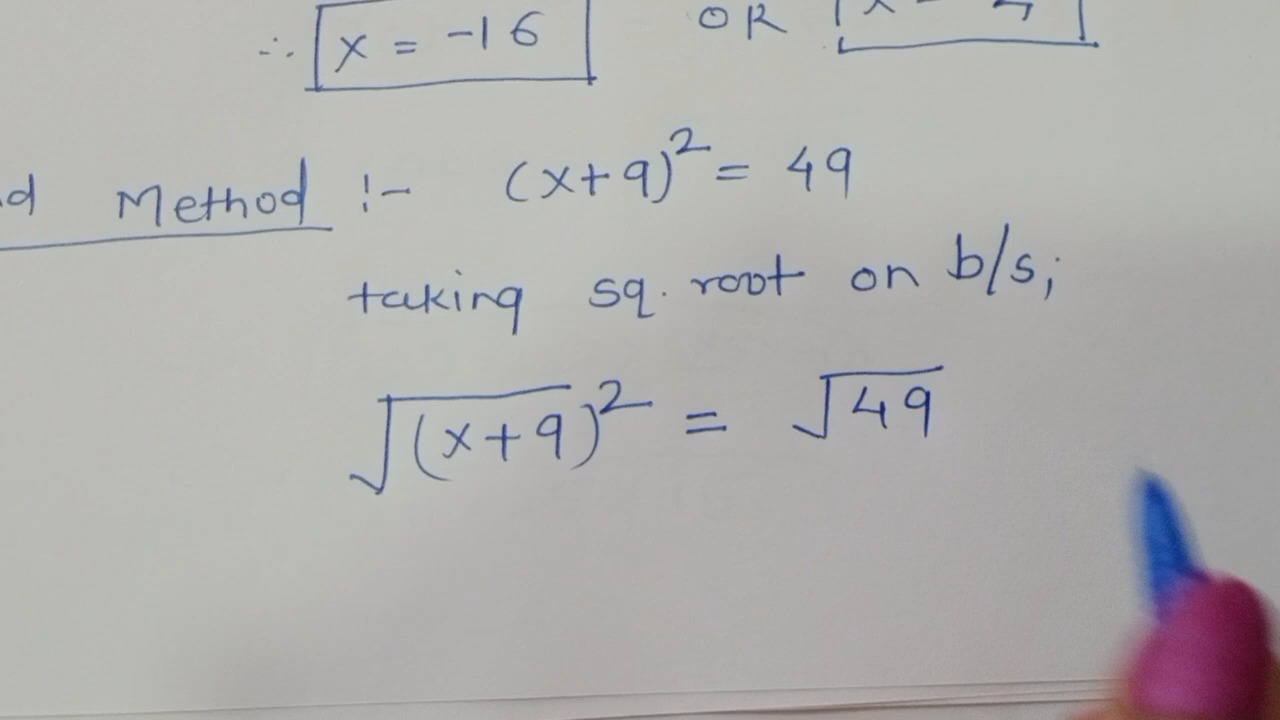 ∴ x = -16 OR
Method :- (x+9)² = 49
taking sq. root on b/s;
√(x+9)² = √49